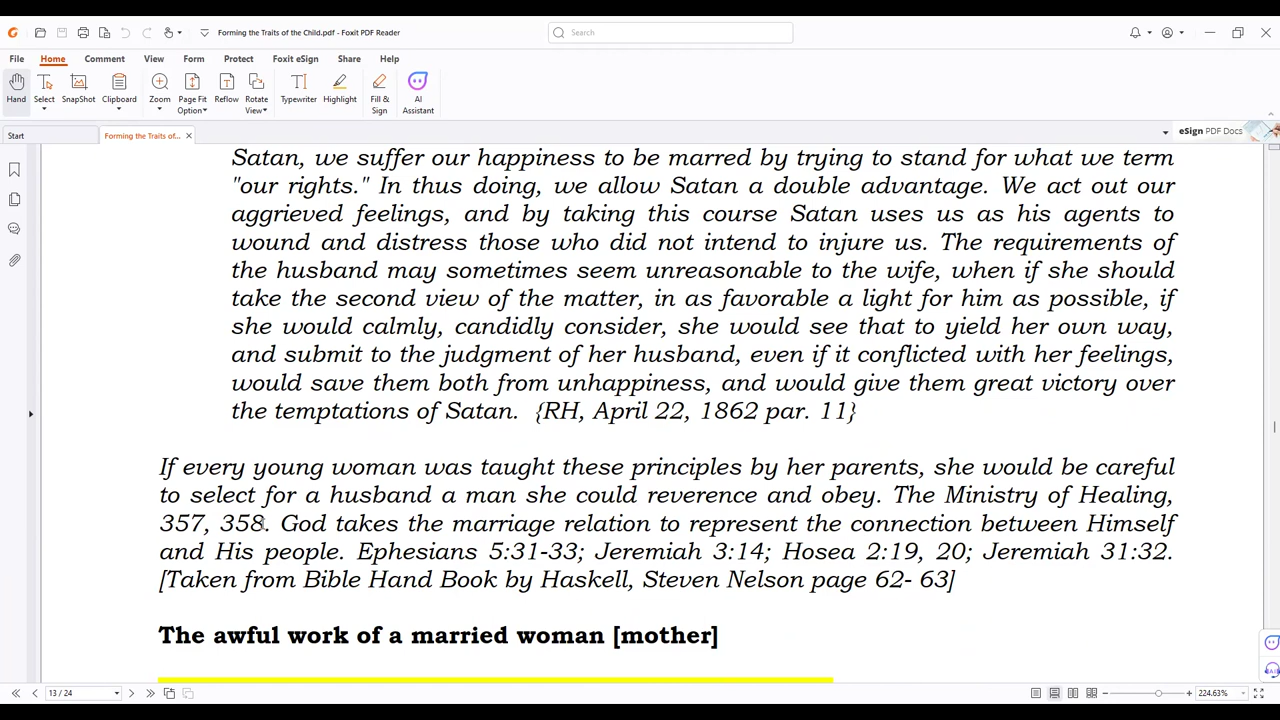 Forming the Traits of the Child.pdf - Foxit PDF Reader
Search
File Home Comment View Form Protect Foxit eSign Share Help
Hand Select SnapShot Clipboard Zoom Page Fit Option Reflow Rotate View Typewriter Highlight Fill & Sign AI Assistant
Start
Forming the Traits of...
eSign PDF Docs
Satan, we suffer our happiness to be marred by trying to stand for what we term
"our rights." In thus doing, we allow Satan a double advantage. We act out our
aggrieved feelings, and by taking this course Satan uses us as his agents to
wound and distress those who did not intend to injure us. The requirements of
the husband may sometimes seem unreasonable to the wife, when if she should
take the second view of the matter, in as favorable a light for him as possible, if
she would calmly, candidly consider, she would see that to yield her own way,
and submit to the judgment of her husband, even if it conflicted with her feelings,
would save them both from unhappiness, and would give them great victory over
the temptations of Satan. {RH, April 22, 1862 par. 11}
If every young woman was taught these principles by her parents, she would be careful
to select for a husband a man she could reverence and obey. The Ministry of Healing,
357, 358. God takes the marriage relation to represent the connection between Himself
and His people. Ephesians 5:31-33; Jeremiah 3:14; Hosea 2:19, 20; Jeremiah 31:32.
[Taken from Bible Hand Book by Haskell, Steven Nelson page 62- 63]
The awful work of a married woman [mother]
13 / 24
224.63%